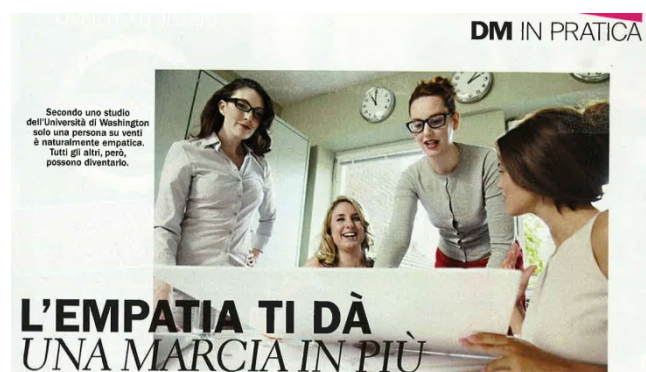 DM IN PRATICA
Secondo uno studio
dell'Università di Washington
solo una persona su venti
è naturalmente empatica.
Tutti gli altri, però,
possono diventarlo.
L'EMPATIA TI DÀ
UNA MARCIA IN PIÙ